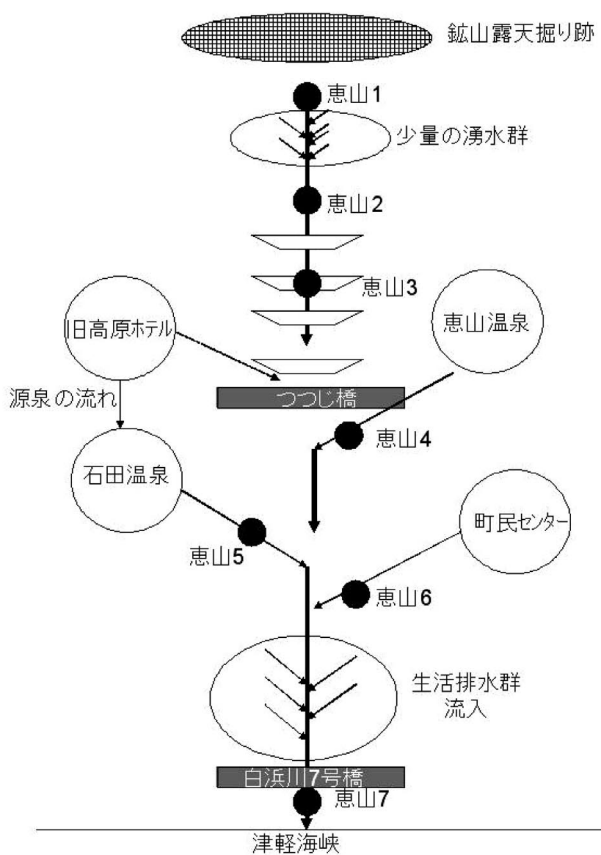 鉱山露天掘り跡
恵山1
少量の湧水群
恵山2
恵山3
旧高原ホテル
恵山温泉
源泉の流れ
つつじ橋
恵山4
石田温泉
町民センター
恵山5
恵山6
生活排水群
流入
白浜川7号橋
恵山7
津軽海峡